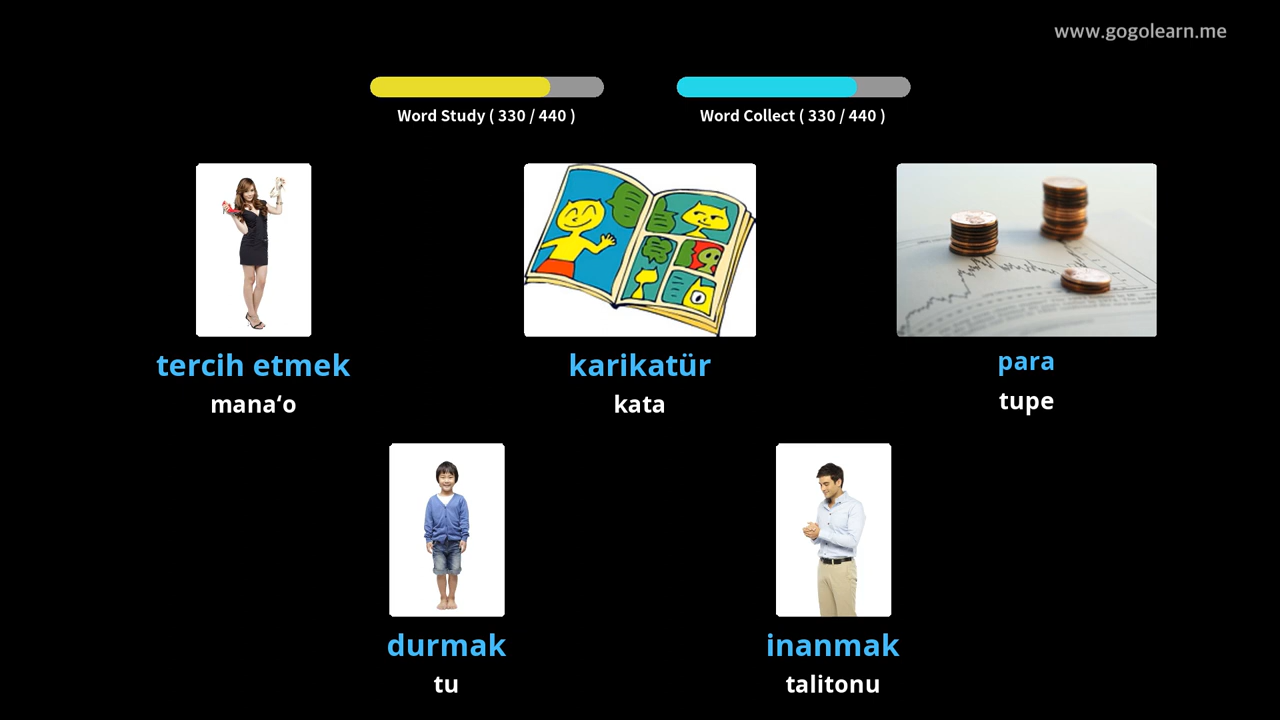 www.gogolearn.me
Word Study ( 330 / 440 )
Word Collect ( 330 / 440 )
tercih etmek
manaʻo
karikatür
kata
para
tupe
durmak
tu
inanmak
talitonu